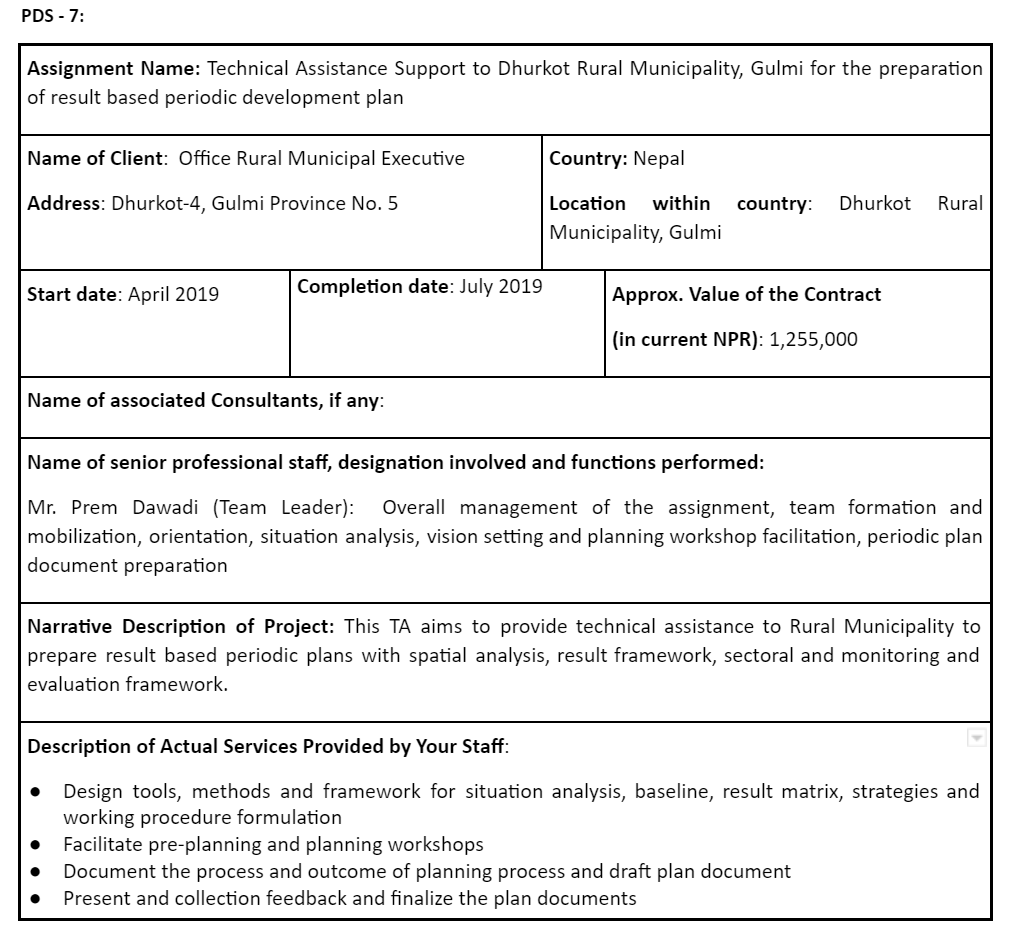 PDS - 7:
Assignment Name: Technical Assistance Support to Dhurkot Rural Municipality, Gulmi for the preparation
of result based periodic development plan
Name of Client: Office Rural Municipal Executive
Address: Dhurkot-4, Gulmi Province No. 5
Country: Nepal
Location within country: Dhurkot Rural
Municipality, Gulmi
Start date: April 2019
Completion date: July 2019
Approx. Value of the Contract
(in current NPR): 1,255,000
Name of associated Consultants, if any:
Name of senior professional staff, designation involved and functions performed:
Mr. Prem Dawadi (Team Leader): Overall management of the assignment, team formation and
mobilization, orientation, situation analysis, vision setting and planning workshop facilitation, periodic plan
document preparation
Narrative Description of Project: This TA aims to provide technical assistance to Rural Municipality to
prepare result based periodic plans with spatial analysis, result framework, sectoral and monitoring and
evaluation framework.
Description of Actual Services Provided by Your Staff:
● Design tools, methods and framework for situation analysis, baseline, result matrix, strategies and
working procedure formulation
● Facilitate pre-planning and planning workshops
● Document the process and outcome of planning process and draft plan document
● Present and collection feedback and finalize the plan documents